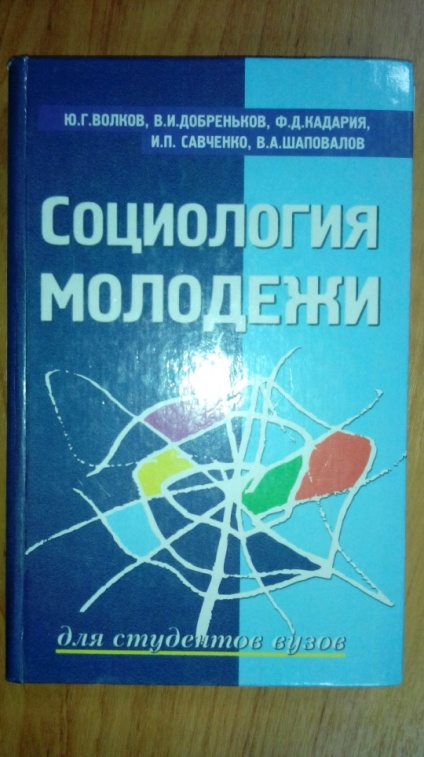 Ю.Г.ВОЛКОВ, В.И.ДОБРЕНЬКОВ, Ф.Д.КАДАРИЯ,
И.П. САВЧЕНКО, В.А.ШАПОВАЛОВ
СОЦИОЛОГИЯ
МОЛОДЕЖИ
для студентов вузов